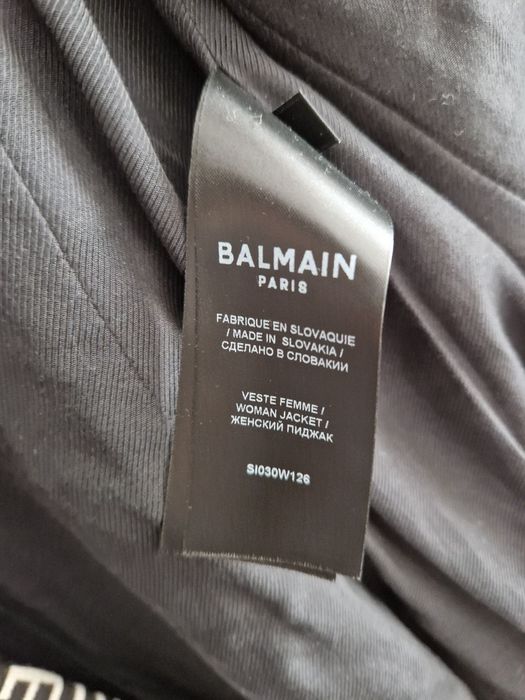 BALMAIN
PARIS
FABRIQUE EN SLOVAQUIE
/ MADE IN SLOVAKIA /
СДЕЛАНО В СЛОВАКИИ
VESTE FEMME /
WOMAN JACKET /
ЖЕНСКИЙ ПИДЖАК
SI030W126